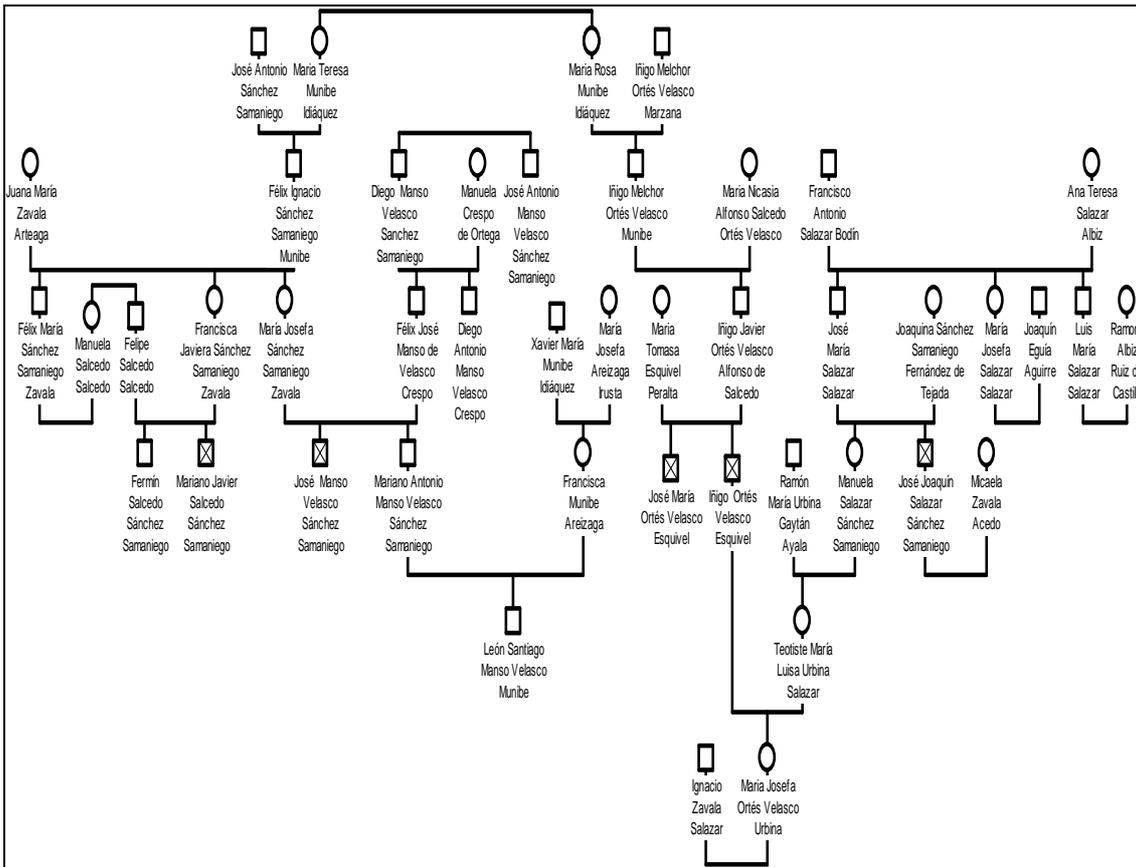 José Antonio
Sánchez
Samaniego
Maria Teresa
Munibe
Idiáquez
Maria Rosa
Munibe
Idiáquez
Iñigo Melchor
Ortés Velasco
Marzana
Juana María
Zavala
Arteaga
Félix Ignacio
Sánchez
Samaniego
Munibe
Diego Manso
Velasco
Sanchez
Samaniego
Manuela
Crespo
de Ortega
José Antonio
Manso
Velasco
Sánchez
Samaniego
Iñigo Melchor
Ortés Velasco
Munibe
Maria Nicasia
Alfonso Salcedo
Ortés Velasco
Francisco
Antonio
Salazar Bodín
Ana Teresa
Salazar
Albiz
Félix María
Sánchez
Samaniego
Zavala
Manuela
Salcedo
Salcedo
Felipe
Salcedo
Salcedo
Francisca
Javiera Sánchez
Samaniego
Zavala
María Josefa
Sánchez
Samaniego
Zavala
Félix José
Manso de
Velasco
Crespo
Diego
Antonio
Manso
Velasco
Crespo
Xavier María
Munibe
Idiáquez
María
Josefa
Areizaga
Irusta
Maria
Tomasa
Esquivel
Peralta
Iñigo Javier
Ortés Velasco
Alfonso de
Salcedo
José
María
Salazar
Salazar
Joaquina Sánchez
Samaniego
Fernández de
Tejada
María
Josefa
Salazar
Salazar
Joaquín
Eguía
Aguirre
Luis
María
Salazar
Salazar
Ramon
Albiz
Ruiz d
Castil
Fermín
Salcedo
Sánchez
Samaniego
Mariano Javier
Salcedo
Sánchez
Samaniego
José Manso
Velasco
Sánchez
Samaniego
Mariano Antonio
Manso Velasco
Sánchez
Samaniego
Francisca
Munibe
Areizaga
José María
Ortés Velasco
Esquivel
Iñigo Ortés
Velasco
Esquivel
Ramón
María Urbina
Gaytán
Ayala
Manuela
Salazar
Sánchez
Samaniego
José Joaquín
Salazar
Sánchez
Samaniego
Micaela
Zavala
Acedo
León Santiago
Manso Velasco
Munibe
Teotiste María
Luisa Urbina
Salazar
Ignacio
Zavala
Salazar
Maria Josefa
Ortés Velasco
Urbina